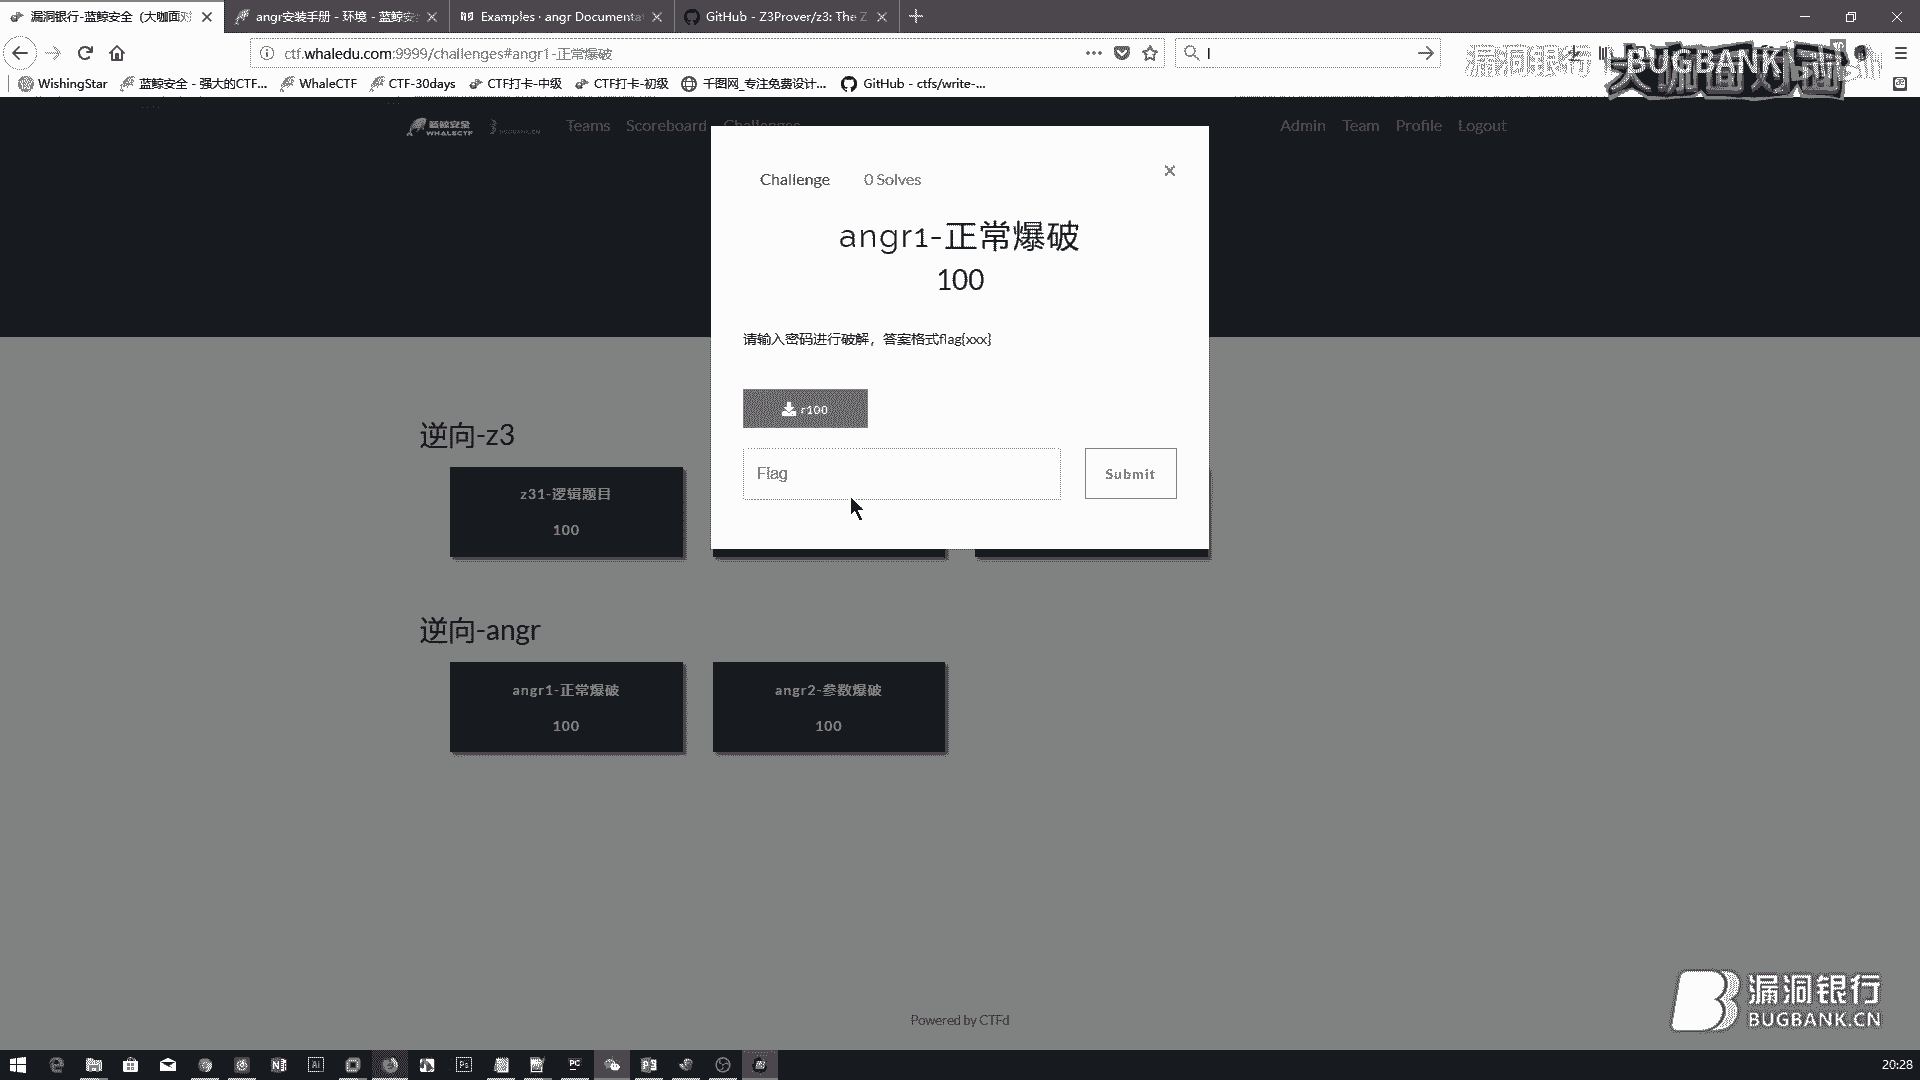 漏洞银行-蓝鲸安全（大咖面对
angr安装手册 - 环境 - 蓝鲸安
Examples · angr Documenta
GitHub - Z3Prover/z3: The Z
ctf.whaledu.com:9999/challenges#angr1-正常爆破
漏洞银行 BUGBANK
大咖面对面
WishingStar
蓝鲸安全 - 强大的CTF...
WhaleCTF
CTF-30days
CTF打卡-中级
CTF打卡-初级
千图网_专注免费设计...
GitHub - ctfs/write-...
蓝鲸安全
WHALECTF
Teams
Scoreboard
Challenges
Admin
Team
Profile
Logout
Challenge
0 Solves
×
angr1-正常爆破
100
请输入密码进行破解，答案格式flag{xxx}
r100
Flag
Submit
逆向-z3
z31-逻辑题目
100
逆向-angr
angr1-正常爆破
100
angr2-参数爆破
100
漏洞银行
BUGBANK.CN
Powered by CTFd
20:28